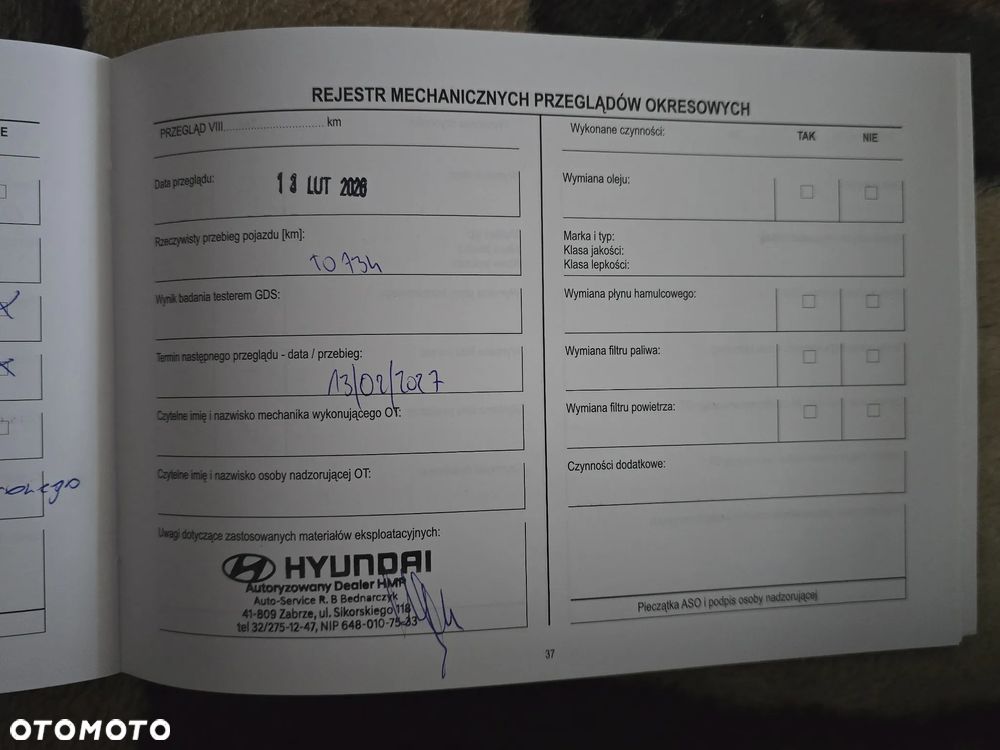 E
onego
REJESTR MECHANICZNYCH PRZEGLĄDÓW OKRESOWYCH
PRZEGLĄD VIII.............................. km
Data przeglądu:
13 LUT 2026
Rzeczywisty przebieg pojazdu [km]:
Wynik badania testerem GDS:
Termin następnego przeglądu - data / przebieg:
13/02/2027
Czytelne imię i nazwisko mechanika wykonującego OT:
Czytelne imię i nazwisko osoby nadzorującej OT:
Uwagi dotyczące zastosowanych materiałów eksploatacyjnych:
HYUNDAI
Autoryzowany Dealer HMP
Auto-Service R. B Bednarczyk
41-809 Zabrze, ul. Sikorskiego 118
tel 32/275-12-47, NIP 648-010-75-33
Wykonane czynności: TAK NIE
Wymiana oleju:
Marka i typ:
Klasa jakości:
Klasa lepkości:
Wymiana płynu hamulcowego:
Wymiana filtru paliwa:
Wymiana filtru powietrza:
Czynności dodatkowe:
Pieczątka ASO i podpis osoby nadzorującej
37
OTOMOTO